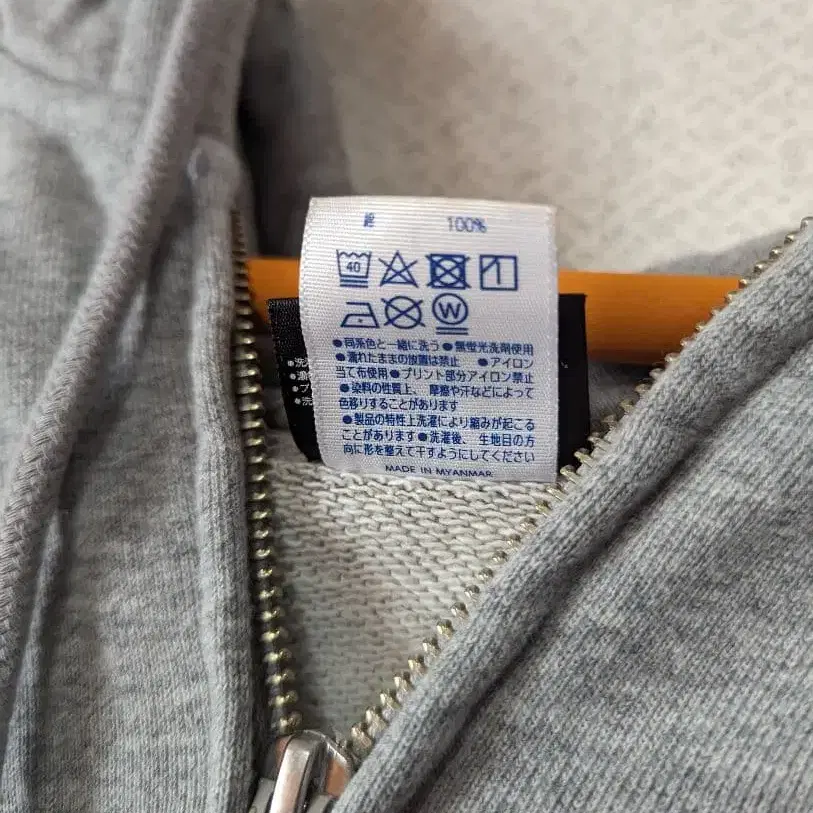 綿 100%
40
W
●同系色と一緒に洗う ●無蛍光洗剤使用
●濡れたままの放置は禁止 ●アイロン
当て布使用 ●プリント部分アイロン禁止
●染料の性質上、摩擦や汗などによって
色移りすることがあります
●製品の特性上洗濯により縮みが起こる
ことがあります●洗濯後、生地目の方
向に形を整えて干すようにしてください
MADE IN MYANMAR
●洗
●濡
●プ
●洗